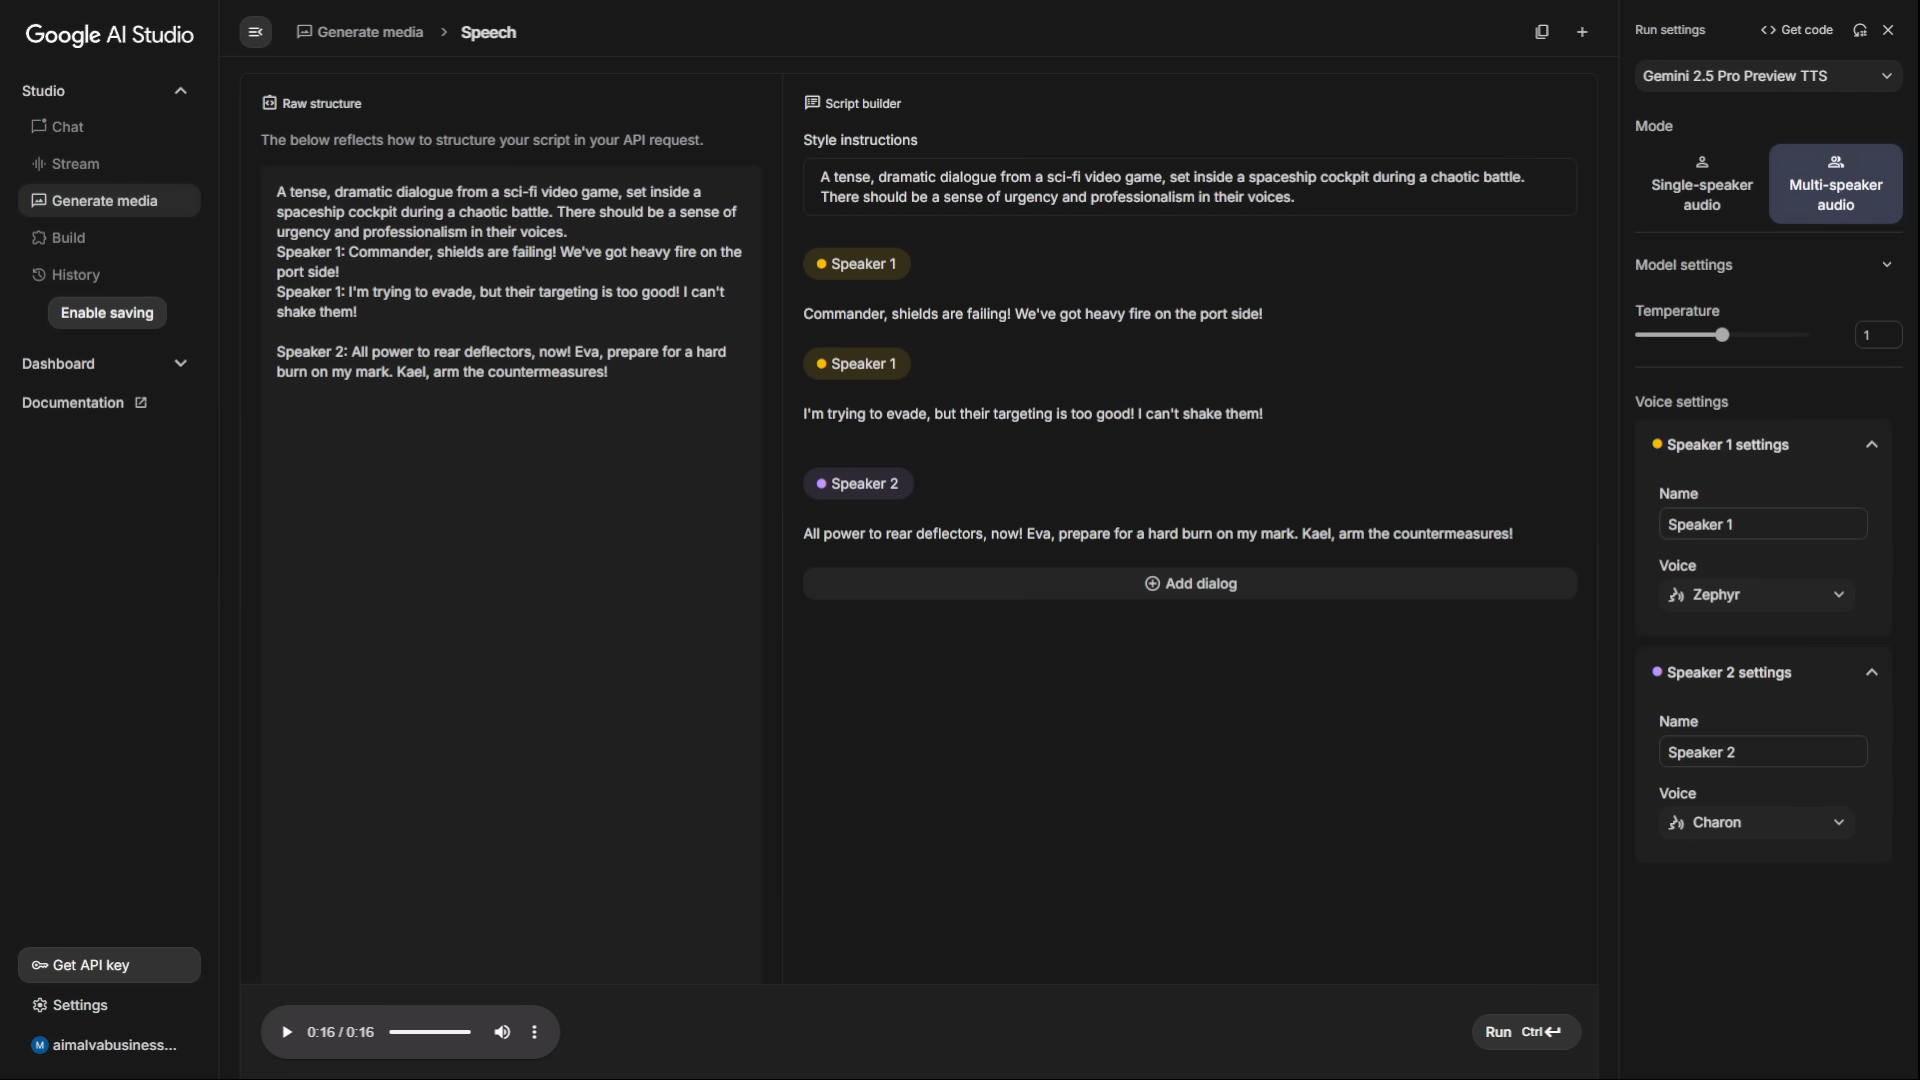 Google AI Studio
Studio
Chat
Stream
Generate media
Build
History
Enable saving
Dashboard
Documentation
Get API key
Settings
M aimalvabusiness...
Generate media > Speech
Raw structure
The below reflects how to structure your script in your API request.
A tense, dramatic dialogue from a sci-fi video game, set inside a
spaceship cockpit during a chaotic battle. There should be a sense of
urgency and professionalism in their voices.
Speaker 1: Commander, shields are failing! We've got heavy fire on the
port side!
Speaker 1: I'm trying to evade, but their targeting is too good! I can't
shake them!
Speaker 2: All power to rear deflectors, now! Eva, prepare for a hard
burn on my mark. Kael, arm the countermeasures!
Script builder
Style instructions
A tense, dramatic dialogue from a sci-fi video game, set inside a spaceship cockpit during a chaotic battle.
There should be a sense of urgency and professionalism in their voices.
Speaker 1
Commander, shields are failing! We've got heavy fire on the port side!
Speaker 1
I'm trying to evade, but their targeting is too good! I can't shake them!
Speaker 2
All power to rear deflectors, now! Eva, prepare for a hard burn on my mark. Kael, arm the countermeasures!
Add dialog
0:16 / 0:16
Run Ctrl
Run settings
Get code
Gemini 2.5 Pro Preview TTS
Mode
Single-speaker
audio
Multi-speaker
audio
Model settings
Temperature
1
Voice settings
Speaker 1 settings
Name
Speaker 1
Voice
Zephyr
Speaker 2 settings
Name
Speaker 2
Voice
Charon